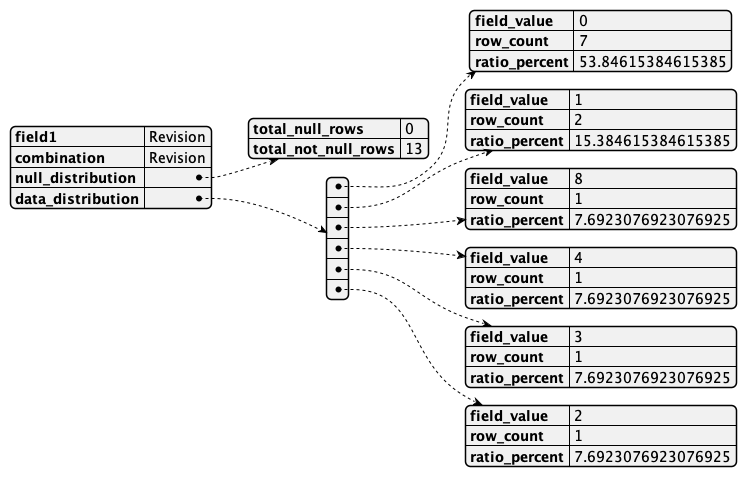 field1 Revision
combination Revision
null_distribution
data_distribution
total_null_rows 0
total_not_null_rows 13
field_value 0
row_count 7
ratio_percent 53.84615384615385
field_value 1
row_count 2
ratio_percent 15.384615384615385
field_value 8
row_count 1
ratio_percent 7.6923076923076925
field_value 4
row_count 1
ratio_percent 7.6923076923076925
field_value 3
row_count 1
ratio_percent 7.6923076923076925
field_value 2
row_count 1
ratio_percent 7.6923076923076925